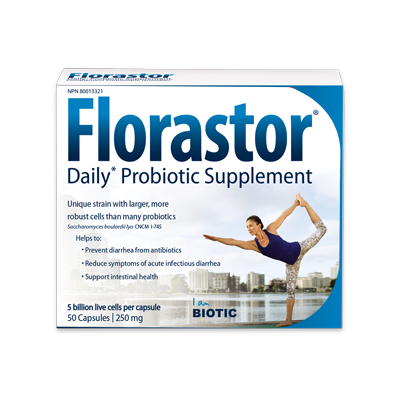 Florastor
NPN 80013321
Florastor®
Daily* Probiotic Supplement
Unique strain with larger, more
robust cells than many probiotics
Saccharomyces boulardii lyo CNCM I-745
Helps to:
• Prevent diarrhea from antibiotics
• Reduce symptoms of acute infectious diarrhea
• Support intestinal health
5 billion live cells per capsule
50 Capsules | 250 mg
I am
BIOTIC